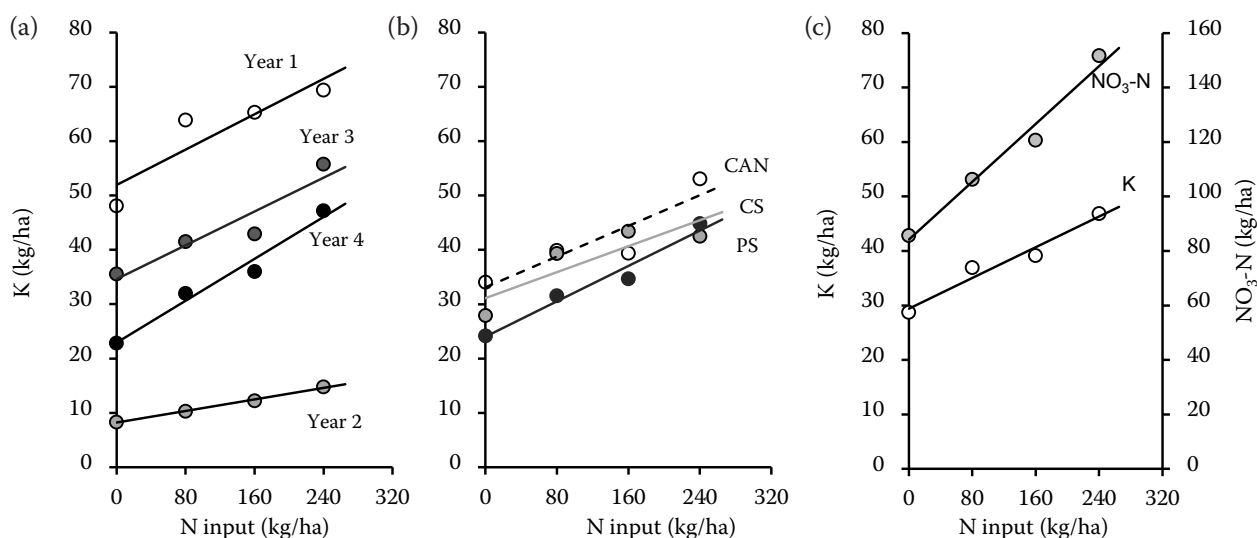 (a)
80
70
60
50
40
30
20
10
0
K (kg/ha)
Year 1
Year 3
Year 4
Year 2
0 80 160 240 320
N input (kg/ha)
(b)
80
70
60
50
40
30
20
10
0
CAN
CS
PS
0 80 160 240 320
N input (kg/ha)
(c)
80
70
60
50
40
30
20
10
0
K (kg/ha)
NO₃-N
K
160
140
120
100
80
60
40
20
0
NO₃-N (kg/ha)
0 80 160 240 320
N input (kg/ha)